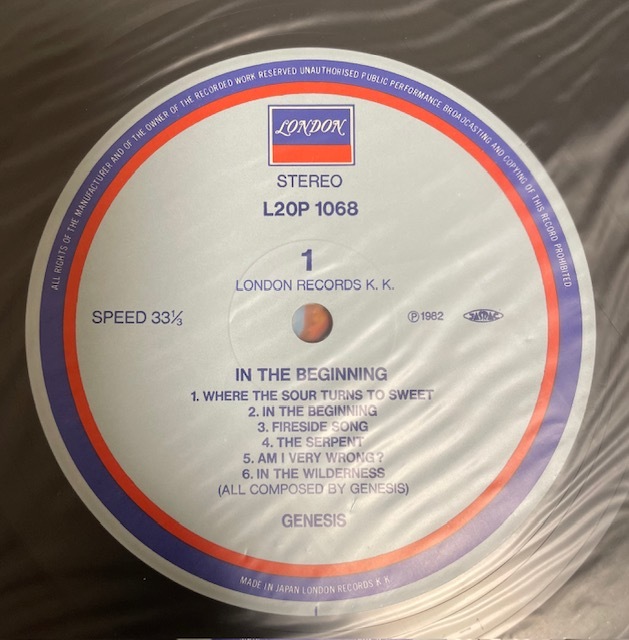 ALL RIGHTS OF THE MANUFACTURER AND OF THE OWNER OF THE RECORDED WORK RESERVED UNAUTHORISED PUBLIC PERFORMANCE BROADCASTING AND COPYING OF THIS RECORD PROHIBITED
LONDON
STEREO
L20P 1068
1
LONDON RECORDS K. K.
SPEED 33⅓
℗1982
JASRAC
IN THE BEGINNING
1. WHERE THE SOUR TURNS TO SWEET
2. IN THE BEGINNING
3. FIRESIDE SONG
4. THE SERPENT
5. AM I VERY WRONG?
6. IN THE WILDERNESS
(ALL COMPOSED BY GENESIS)
GENESIS
MADE IN JAPAN LONDON RECORDS K. K.